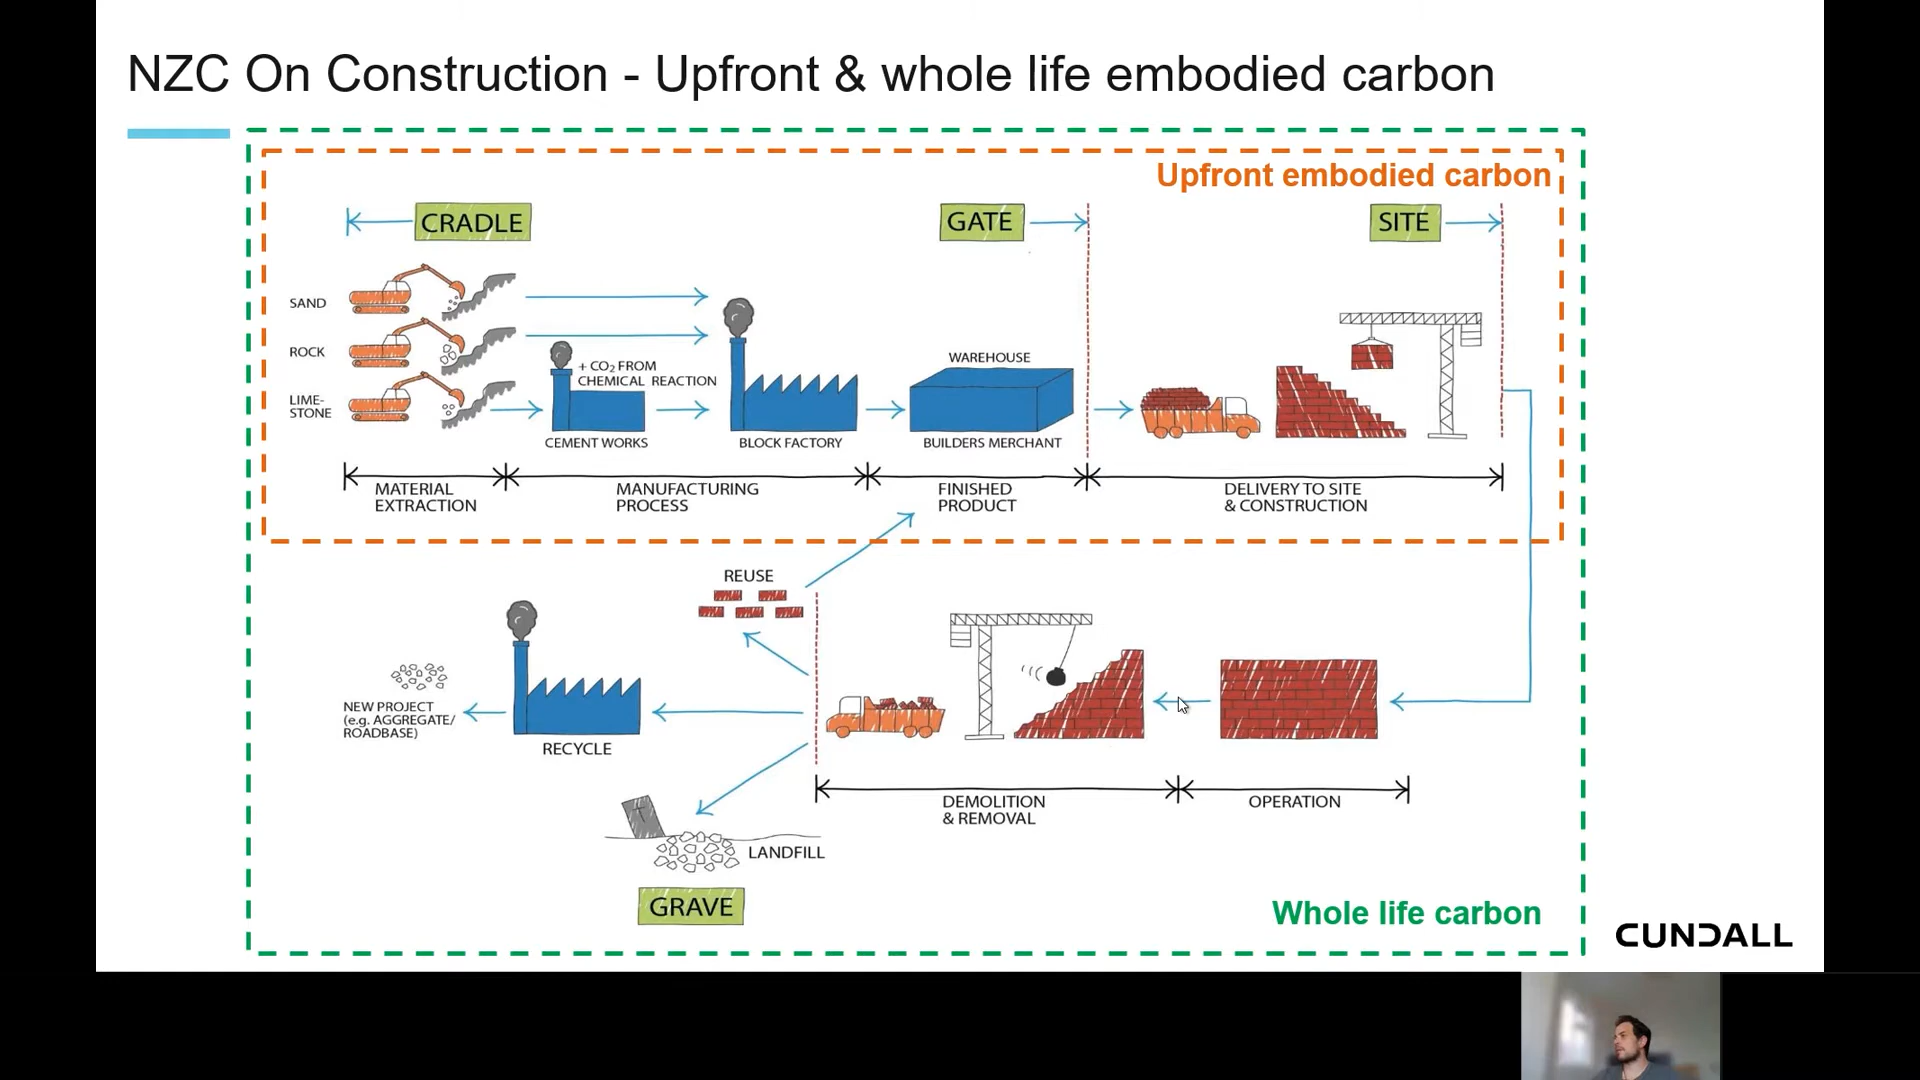 NZC On Construction - Upfront & whole life embodied carbon
Upfront embodied carbon
CRADLE
GATE
SITE
SAND
ROCK
LIME-
STONE
+ CO₂ FROM
CHEMICAL REACTION
WAREHOUSE
CEMENT WORKS
BLOCK FACTORY
BUILDERS MERCHANT
MATERIAL
EXTRACTION
MANUFACTURING
PROCESS
FINISHED
PRODUCT
DELIVERY TO SITE
& CONSTRUCTION
REUSE
NEW PROJECT
(e.g. AGGREGATE/
ROADBASE)
RECYCLE
DEMOLITION
& REMOVAL
OPERATION
LANDFILL
GRAVE
Whole life carbon
CUNDALL